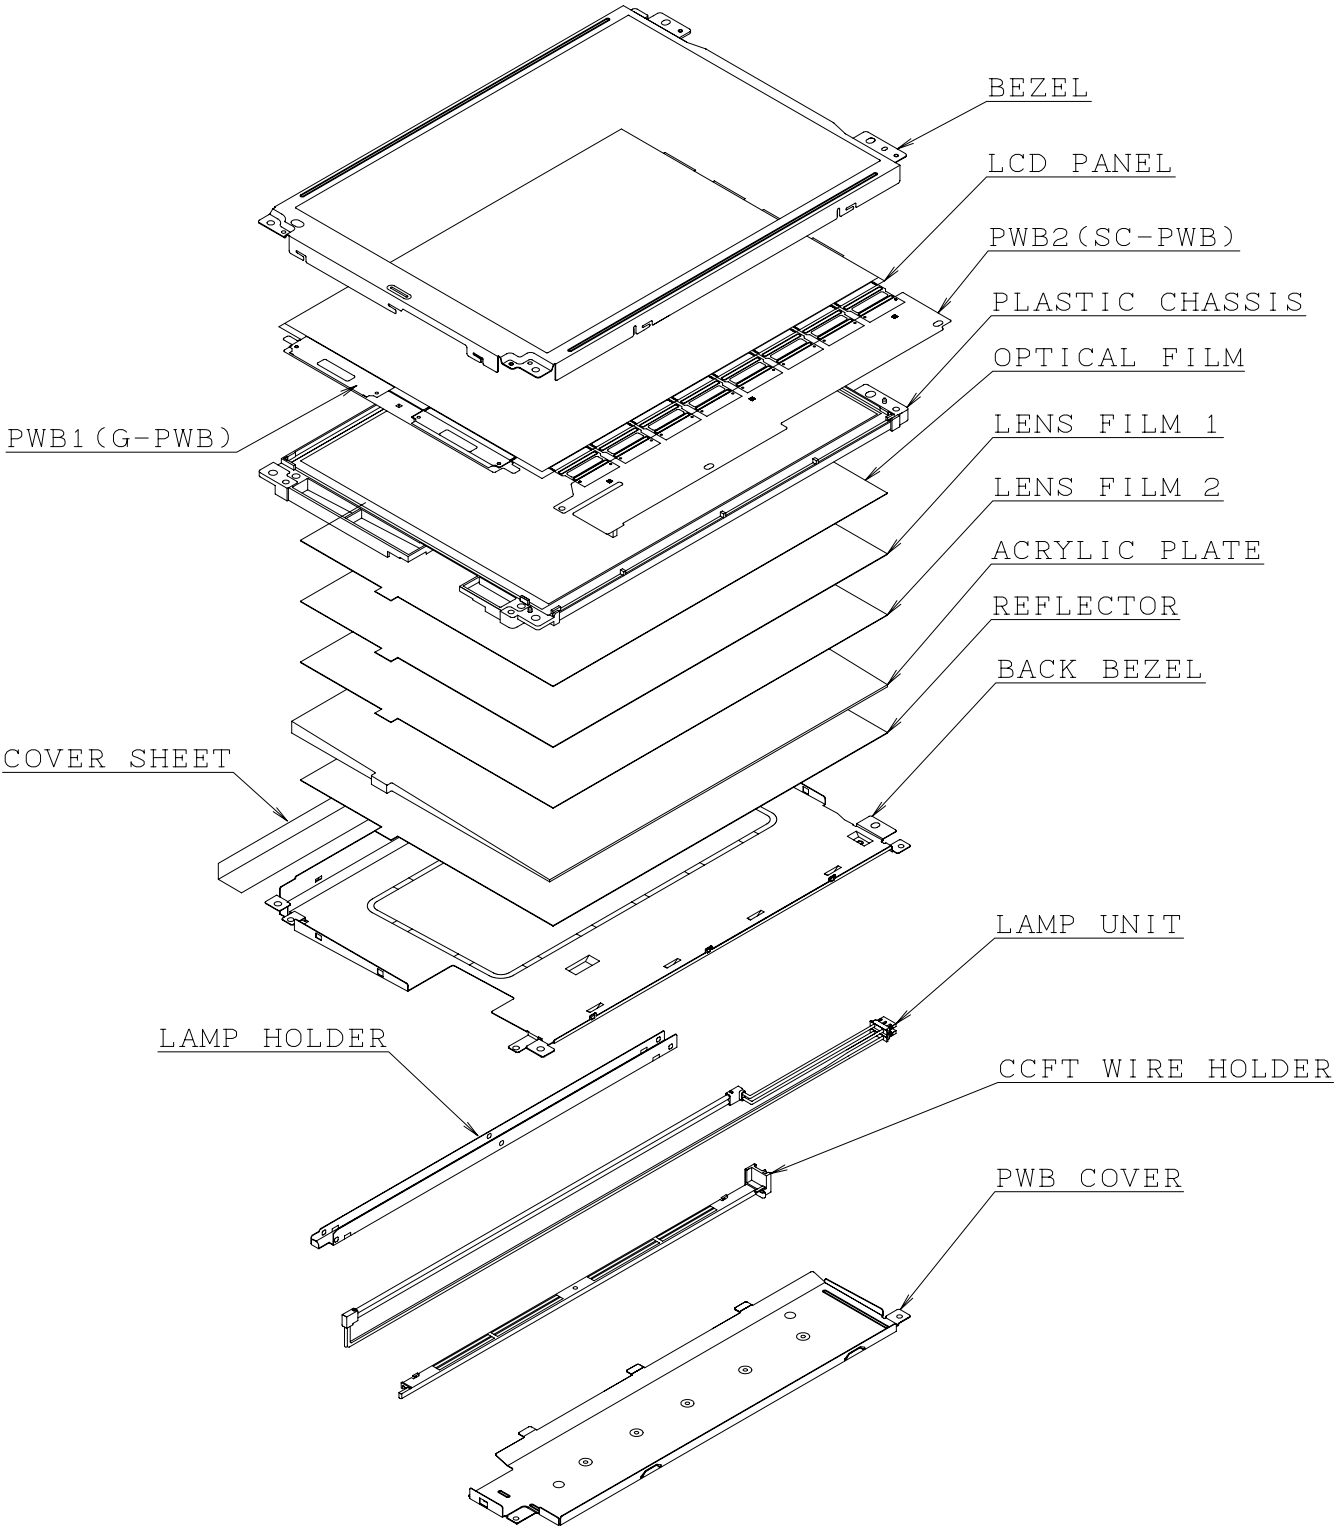 BEZEL
LCD PANEL
PWB2(SC-PWB)
PLASTIC CHASSIS
OPTICAL FILM
LENS FILM 1
PWB1(G-PWB)
LENS FILM 2
ACRYLIC PLATE
REFLECTOR
BACK BEZEL
COVER SHEET
LAMP UNIT
LAMP HOLDER
CCFT WIRE HOLDER
PWB COVER